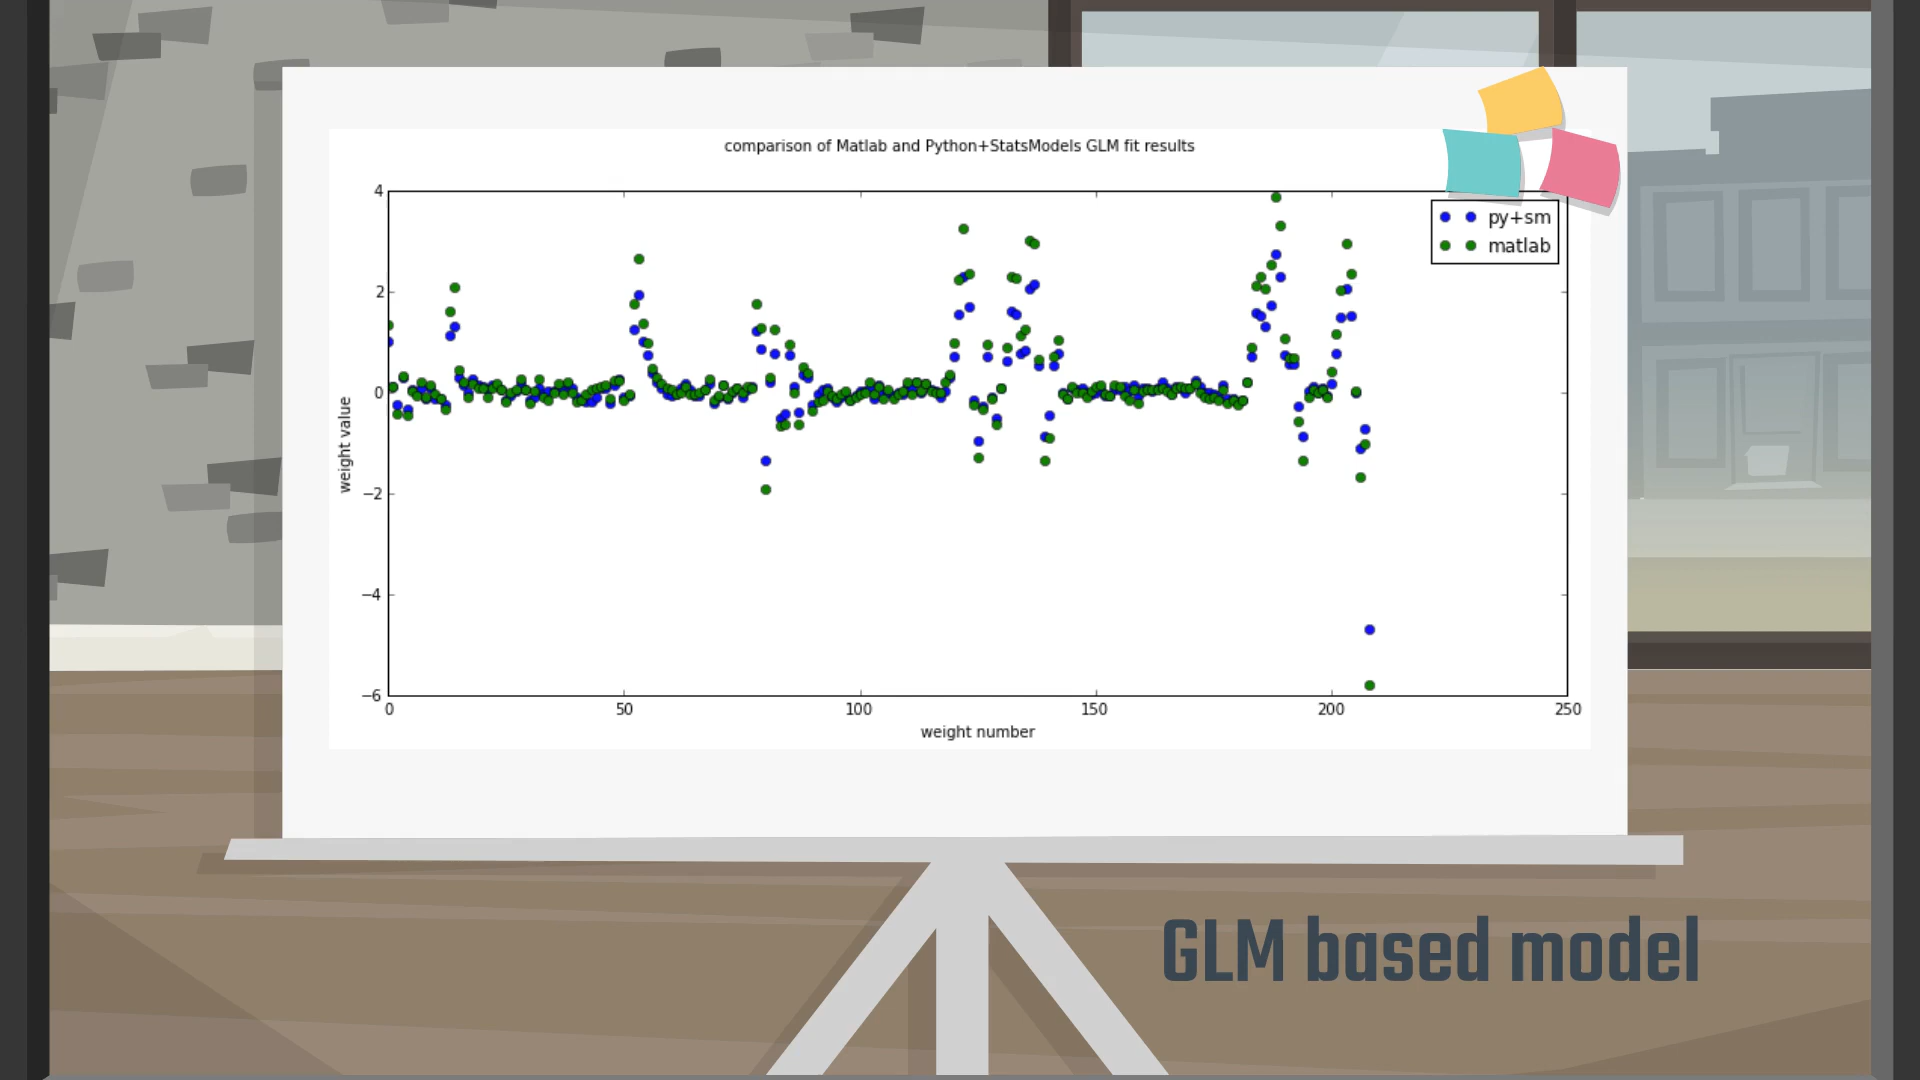 comparison of Matlab and Python+StatsModels GLM fit results
4
2
0
−2
−4
−6
weight value
0 50 100 150 200 250
weight number
py+sm
matlab
GLM based model